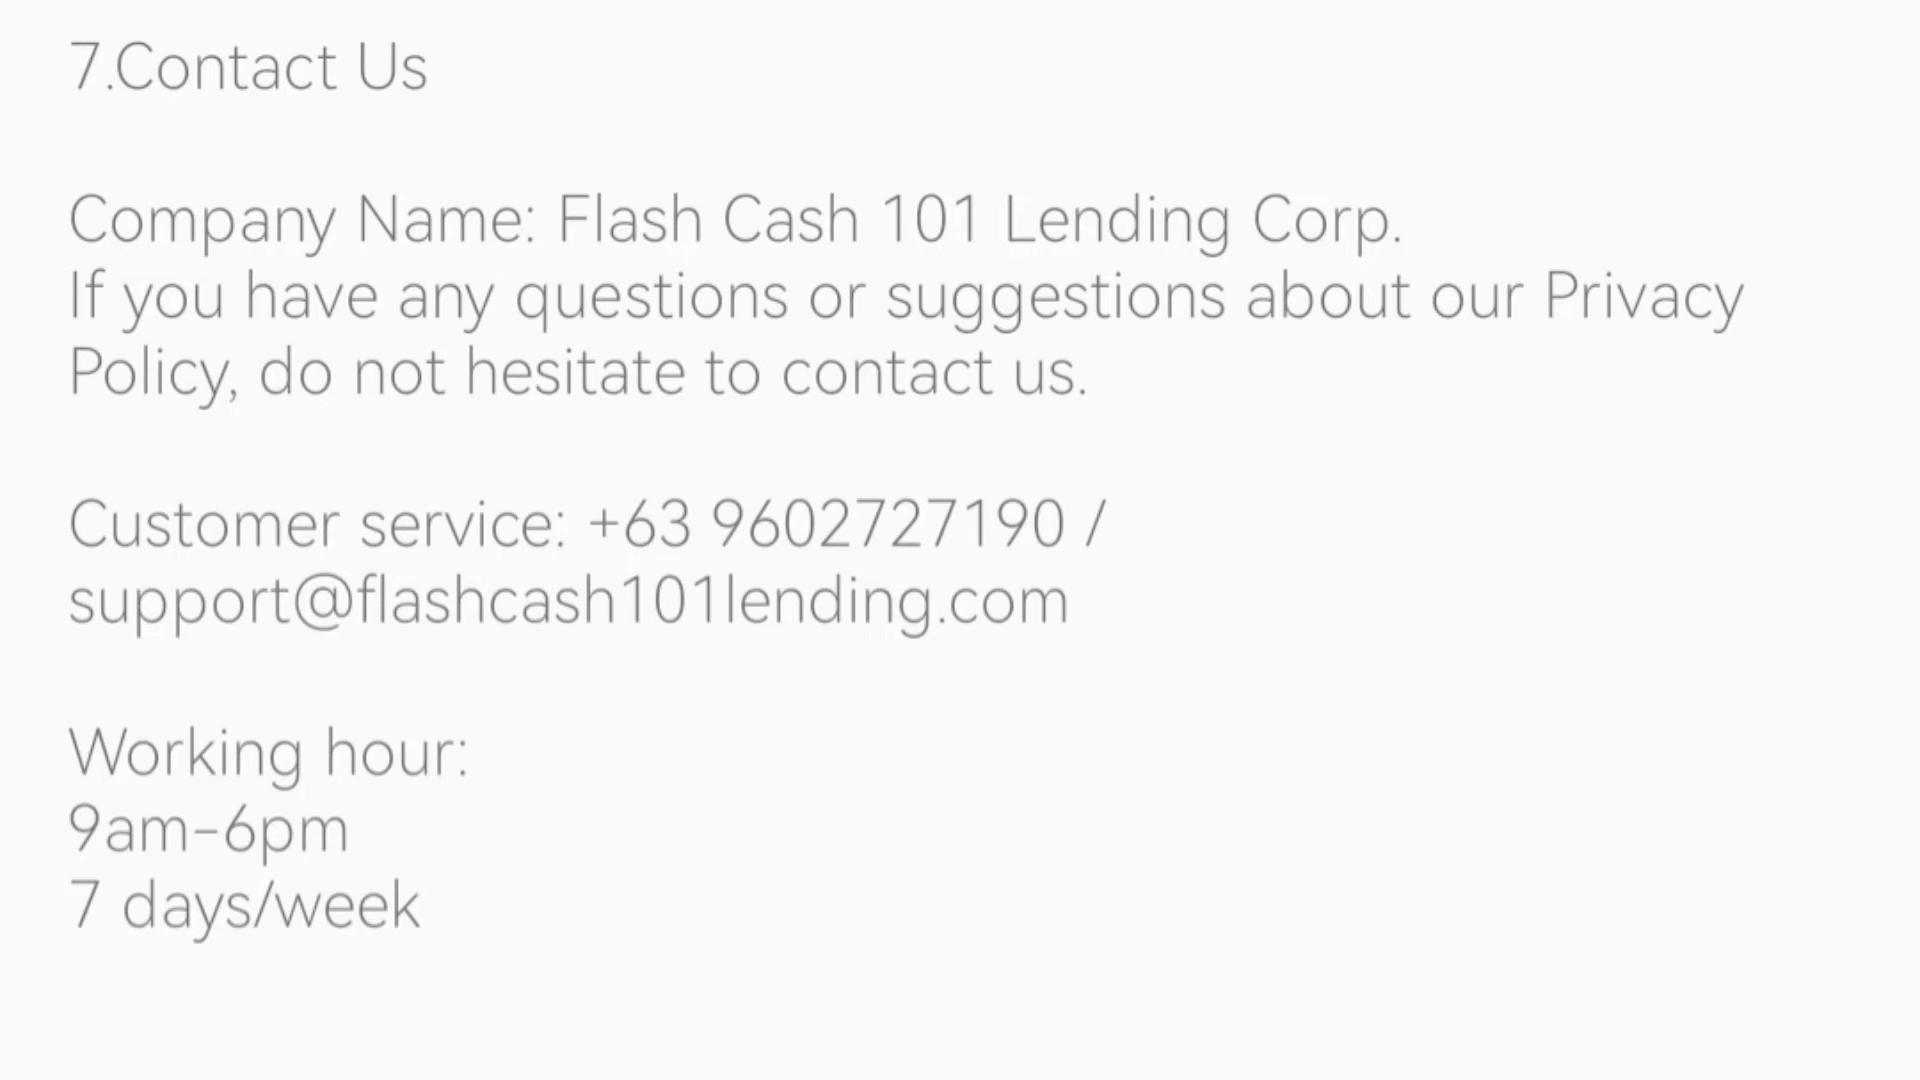 7.Contact Us
Company Name: Flash Cash 101 Lending Corp.
If you have any questions or suggestions about our Privacy
Policy, do not hesitate to contact us.
Customer service: +63 9602727190 /
support@flashcash101lending.com
Working hour:
9am-6pm
7 days/week